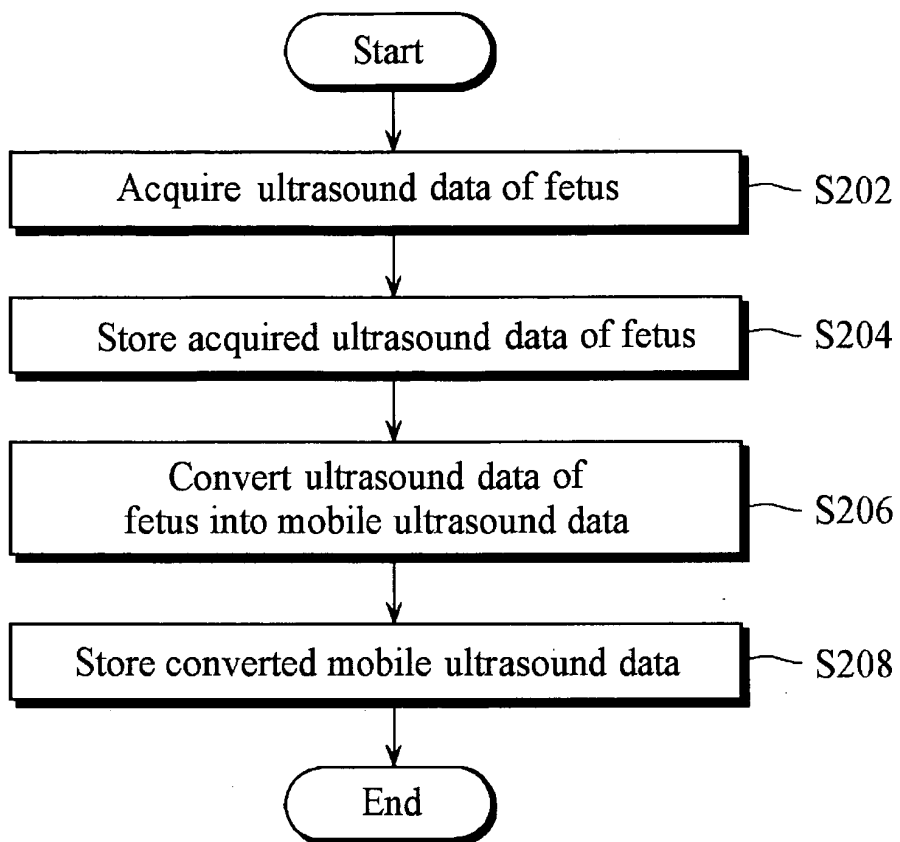 Start
Acquire ultrasound data of fetus
S202
Store acquired ultrasound data of fetus
S204
Convert ultrasound data of
fetus into mobile ultrasound data
S206
Store converted mobile ultrasound data
S208
End